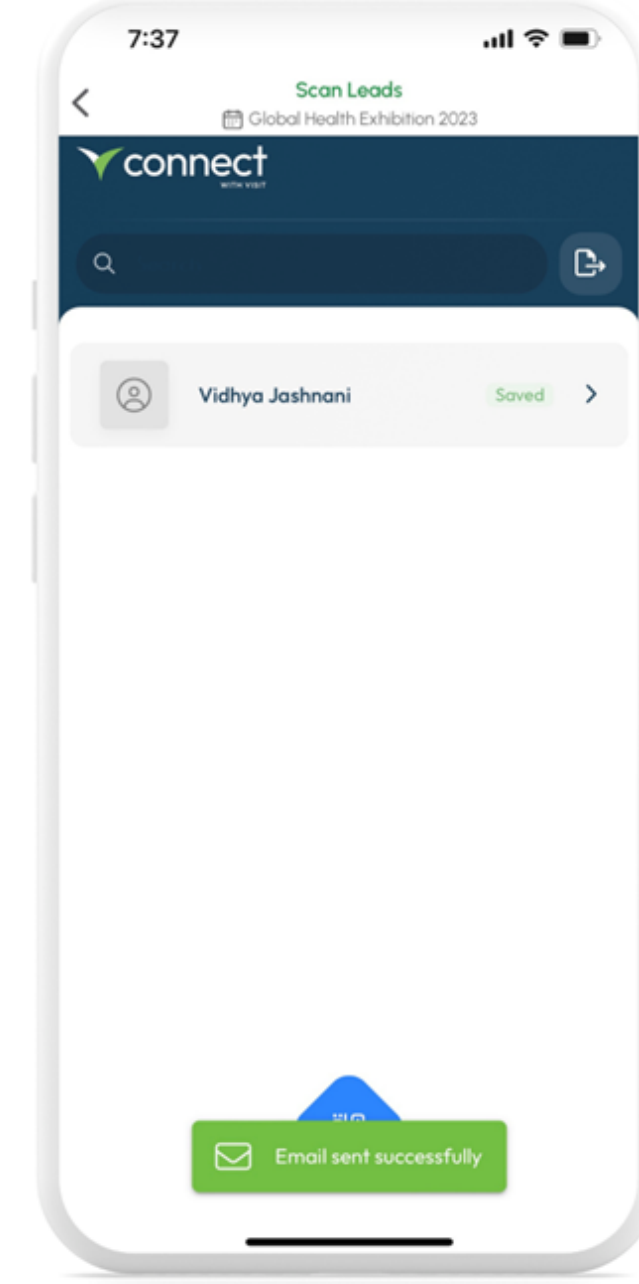 7:37
Scan Leads
Global Health Exhibition 2023
connect
WITH VISIT
Vidhya Jashnani
Saved
Email sent successfully